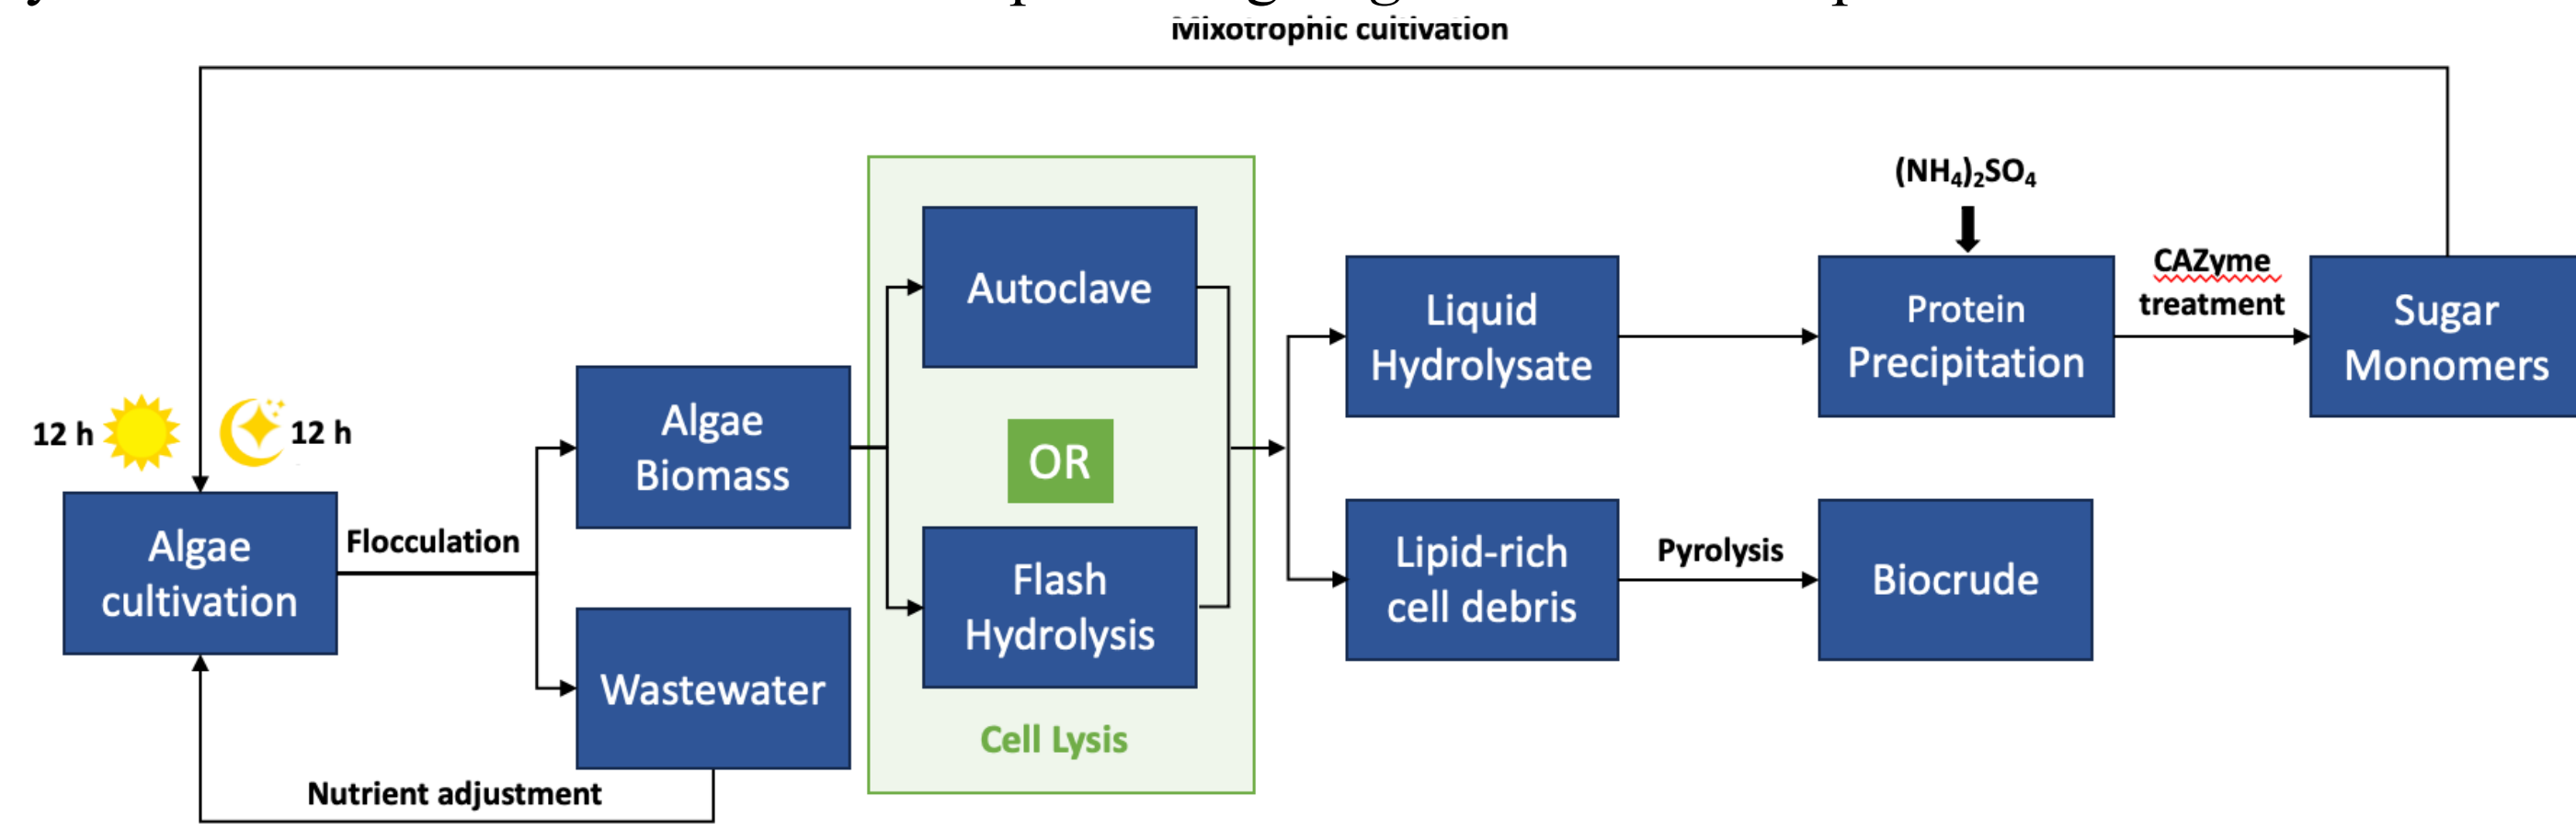 Mixotrophic cultivation
(NH₄)₂SO₄
CAZyme
treatment
Autoclave
Liquid
Hydrolysate
Protein
Precipitation
Sugar
Monomers
12 h
12 h
Algae
Biomass
OR
Algae
cultivation
Flocculation
Flash
Hydrolysis
Lipid-rich
cell debris
Pyrolysis
Biocrude
Wastewater
Cell Lysis
Nutrient adjustment